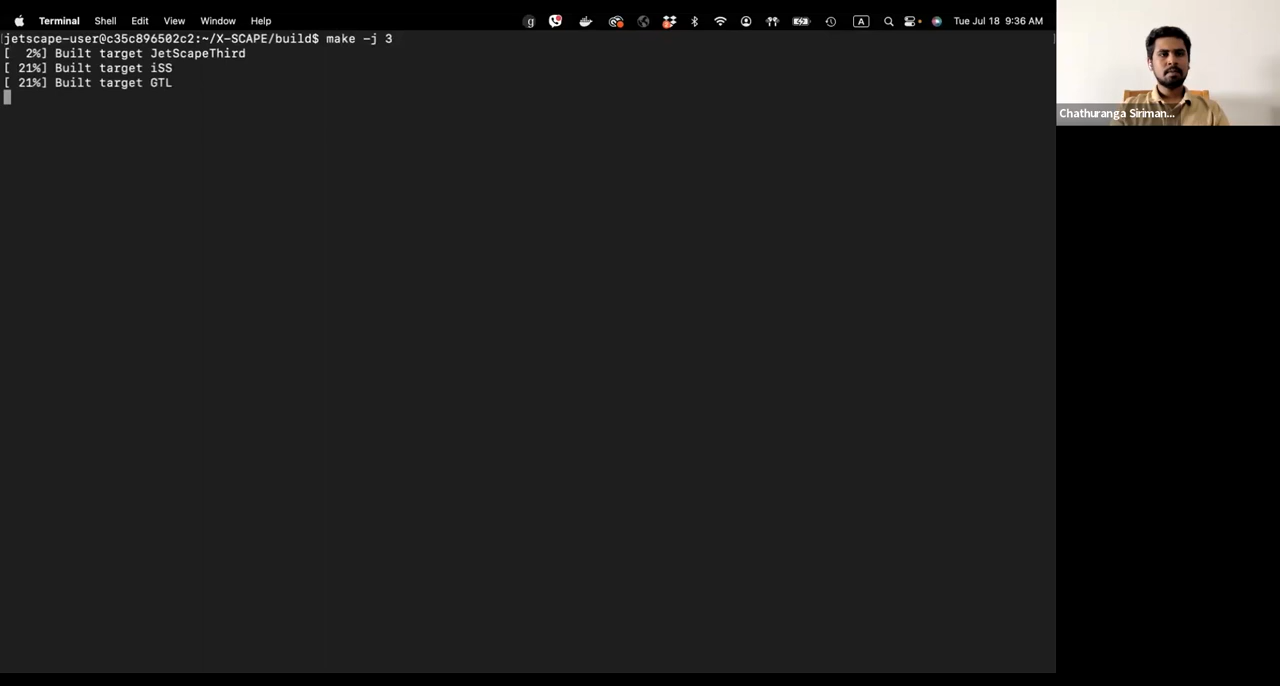 Terminal Shell Edit View Window Help
g
A
Tue Jul 18 9:36 AM
jetscape-user@c35c896502c2:~/X-SCAPE/build$ make -j 3
[  2%] Built target JetScapeThird
[ 21%] Built target iSS
[ 21%] Built target GTL
Chathuranga Siriman...